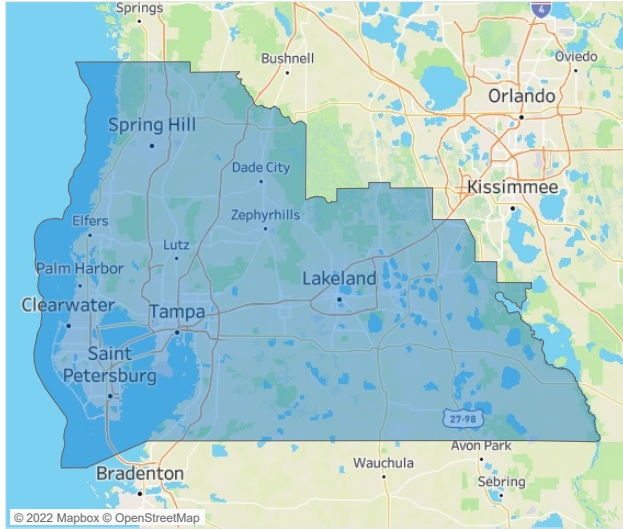 Springs
4
Bushnell
Oviedo
Orlando
Spring Hill
Dade City
Kissimmee
Zephyrhills
Elfers
Lutz
Palm Harbor
Lakeland
Clearwater
Tampa
Saint
Petersburg
27-98
Avon Park
Wauchula
Bradenton
Sebring
© 2022 Mapbox © OpenStreetMap